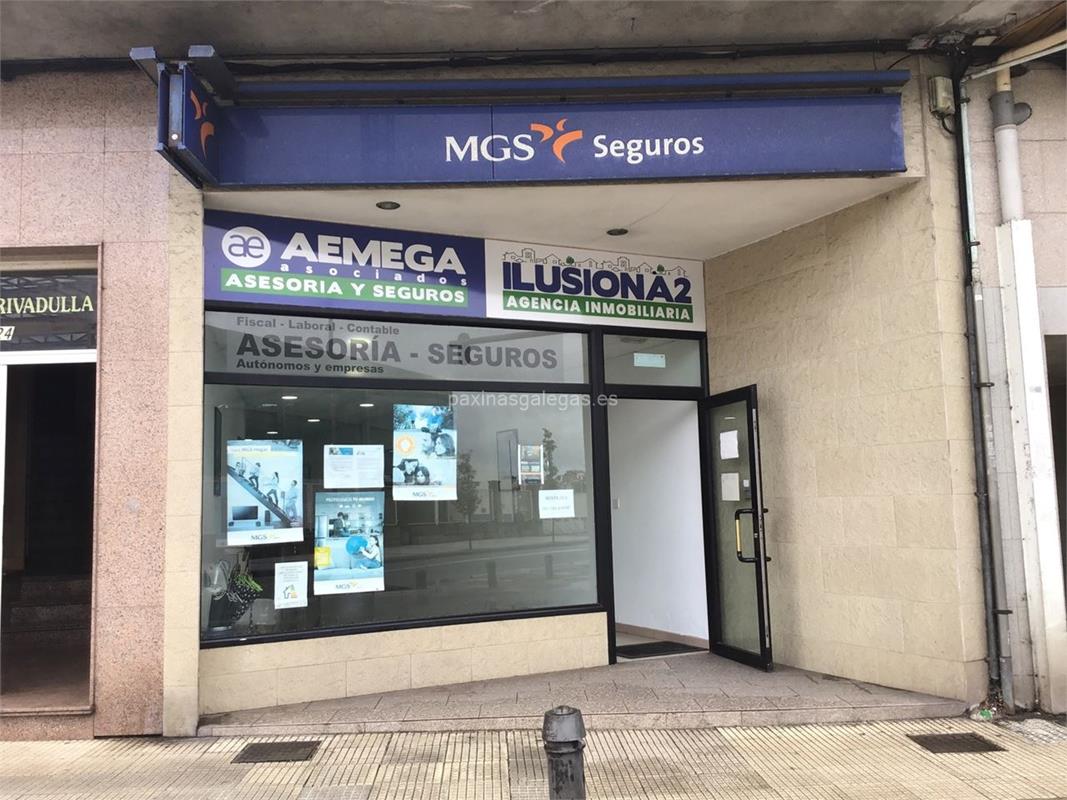 MGS Seguros
ae AEMEGA
asociados
ASESORIA Y SEGUROS
ILUSIONA2
AGENCIA INMOBILIARIA
RIVADULLA
24
Fiscal - Laboral - Contable
ASESORÍA - SEGUROS
Autónomos y empresas
paxinasgalegas.es
MGS
MGS
MGS